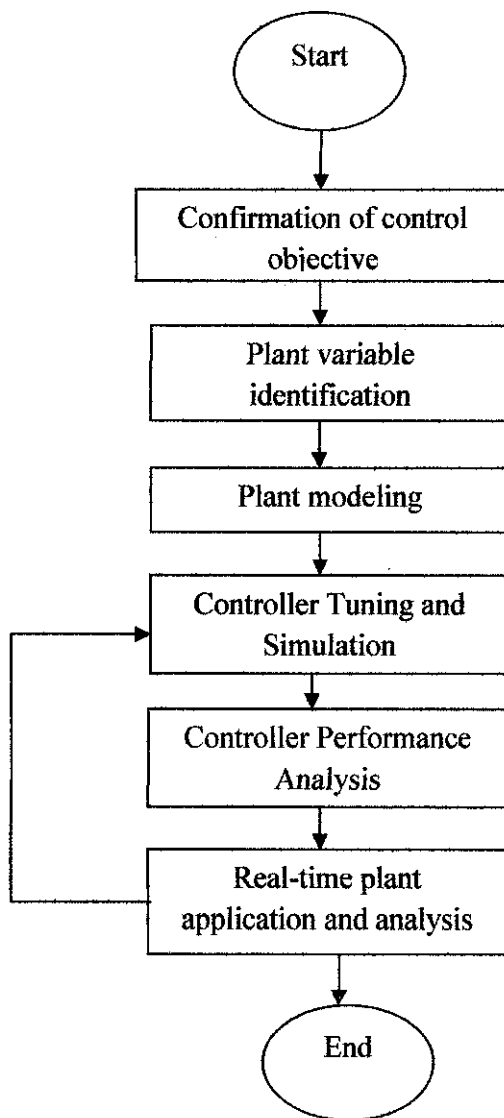 Start
Confirmation of control
objective
Plant variable
identification
Plant modeling
Controller Tuning and
Simulation
Controller Performance
Analysis
Real-time plant
application and analysis
End